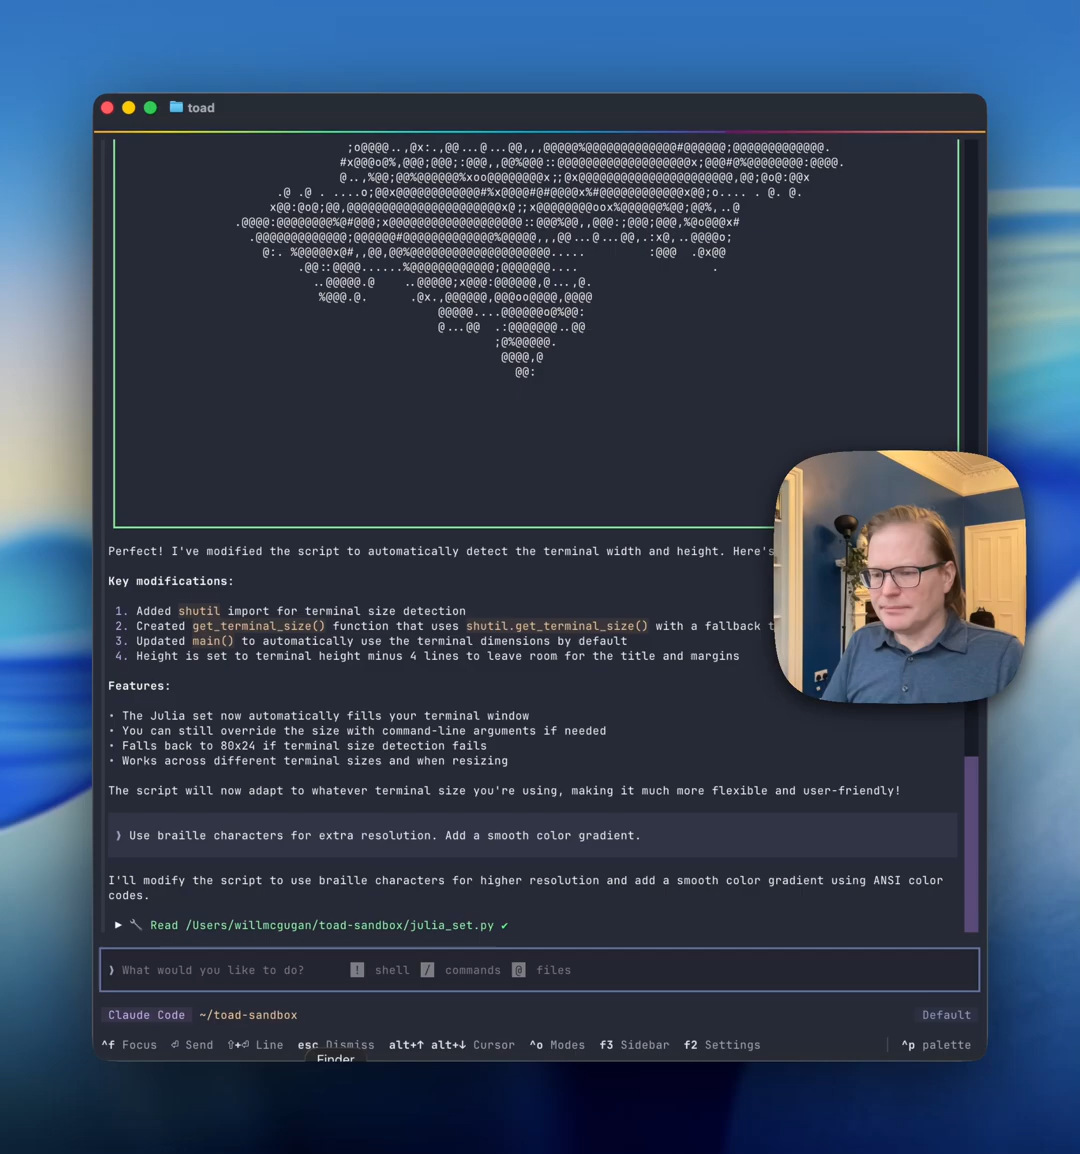 toad
;o@@@@..,@x:.,@@...@...@@,,,@@@@@%@@@@@@@@@@@@@#@@@@@@;@@@@@@@@@@@@@.
#x@@@o@%,@@@;@@@;:@@@,,@@%@@@::@@@@@@@@@@@@@@@@@@@x;@@@#@%@@@@@@@@:@@@@.
@..,%@@;@@%@@@@@@%xoo@@@@@@@@x;;@x@@@@@@@@@@@@@@@@@@@@@@,@@;@o@:@@x
.@ .@ . ....o;@@x@@@@@@@@@@@@#%x@@@@#@#@@@@x%#@@@@@@@@@@@@x@@;o.... . @. @.
x@@:@o@;@@,@@@@@@@@@@@@@@@@@@@@@@x@;;x@@@@@@@@oox%@@@@@@%@@;@@%,..@
.@@@@:@@@@@@@@%@#@@@;x@@@@@@@@@@@@@@@@@@@::@@@%@@,,@@@:;@@@;@@@,%@o@@@x#
.@@@@@@@@@@@@@;@@@@@@#@@@@@@@@@@@@@%@@@@@,,,@@...@...@@,.:x@,..@@@@o;
@:. %@@@@@x@#,,@@,@@%@@@@@@@@@@@@@@@@@@@@..... :@@@ .@x@@
.@@::@@@@......%@@@@@@@@@@@@;@@@@@@@.... .
..@@@@@.@ ..@@@@@;x@@@:@@@@@@,@...,@.
%@@@.@. .@x.,@@@@@@,@@@oo@@@@,@@@@
@@@@@....@@@@@@o@%@@:
@...@@ .:@@@@@@@..@@
;@%@@@@@.
@@@@,@
@@:
Perfect! I've modified the script to automatically detect the terminal width and height. Here's
Key modifications:
1. Added shutil import for terminal size detection
2. Created get_terminal_size() function that uses shutil.get_terminal_size() with a fallback
3. Updated main() to automatically use the terminal dimensions by default
4. Height is set to terminal height minus 4 lines to leave room for the title and margins
Features:
• The Julia set now automatically fills your terminal window
• You can still override the size with command-line arguments if needed
• Falls back to 80x24 if terminal size detection fails
• Works across different terminal sizes and when resizing
The script will now adapt to whatever terminal size you're using, making it much more flexible and user-friendly!
❯ Use braille characters for extra resolution. Add a smooth color gradient.
I'll modify the script to use braille characters for higher resolution and add a smooth color gradient using ANSI color
codes.
▶ 🔧 Read /Users/willmcgugan/toad-sandbox/julia_set.py ✔
❯ What would you like to do? ! shell / commands @ files
Claude Code ~/toad-sandbox Default
^f Focus ⏎ Send ⇧+⏎ Line esc Dismiss alt+↑ alt+↓ Cursor ^o Modes f3 Sidebar f2 Settings ^p palette
Finder